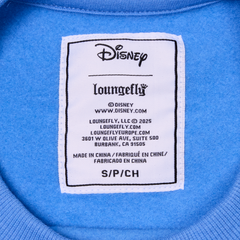 Disney
loungefly
©DISNEY
WWW.DISNEY.COM
LOUNGEFLY, LLC © 2025
LOUNGEFLY.COM
LOUNGEFLYEUROPE.COM
3601 W OLIVE AVE, SUITE 500
BURBANK, CA 91505
MADE IN CHINA / FABRIQUÉ EN CHINE/
FABRICADO EN CHINA
S/P/CH